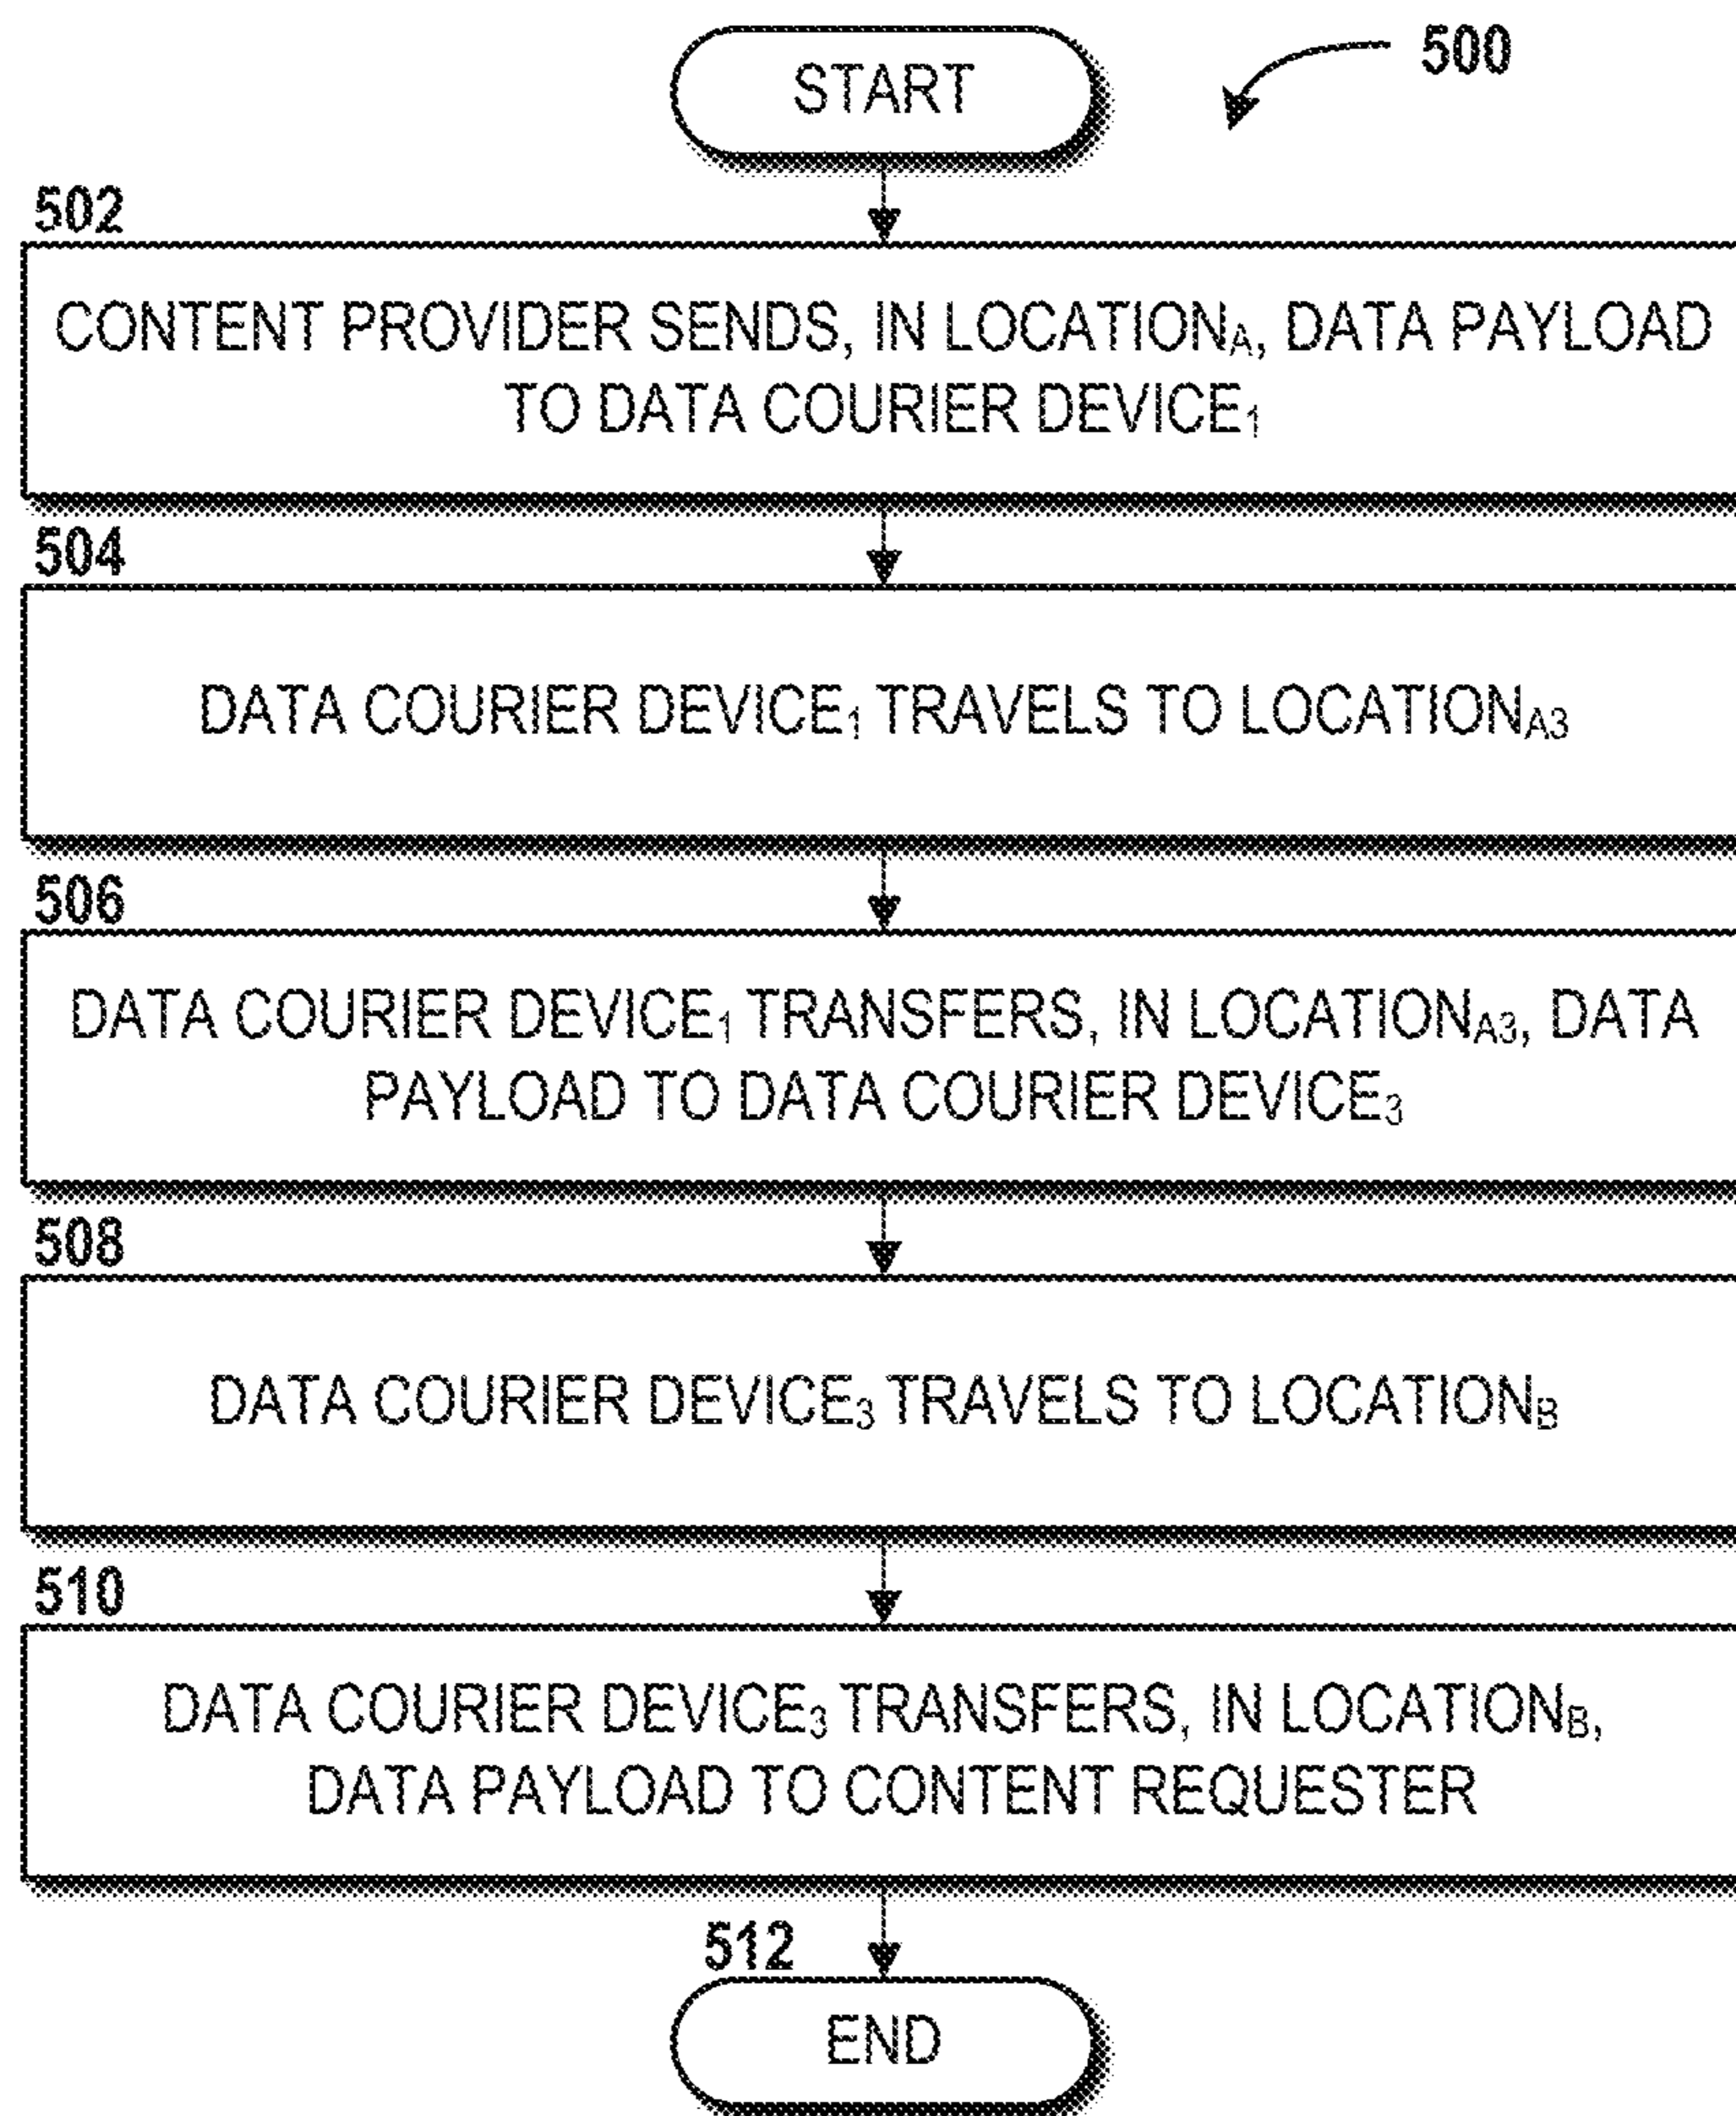 START
500
502
CONTENT PROVIDER SENDS, IN LOCATIONA, DATA PAYLOAD
TO DATA COURIER DEVICE1
504
DATA COURIER DEVICE1 TRAVELS TO LOCATIONA3
506
DATA COURIER DEVICE1 TRANSFERS, IN LOCATIONA3, DATA
PAYLOAD TO DATA COURIER DEVICE3
508
DATA COURIER DEVICE3 TRAVELS TO LOCATIONB
510
DATA COURIER DEVICE3 TRANSFERS, IN LOCATIONB,
DATA PAYLOAD TO CONTENT REQUESTER
512
END